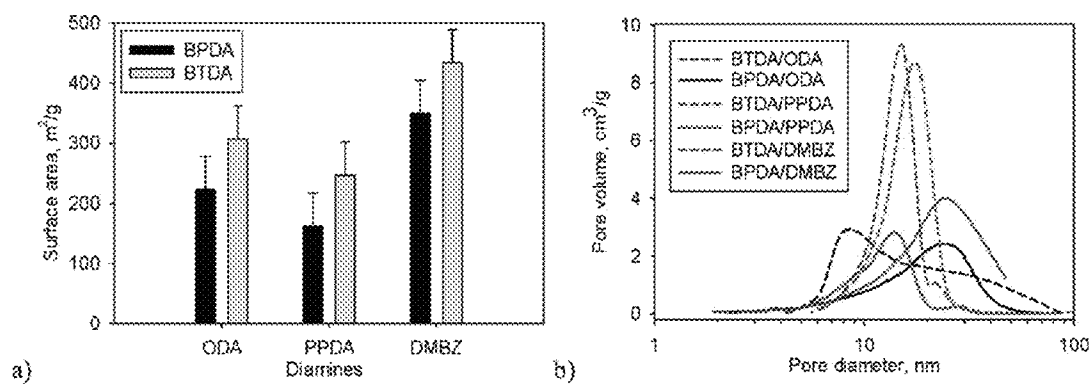 500
400
300
200
100
0
Surface area, m²/g
BPDA
BTDA
ODA
PPDA
DMBZ
Diamines
a)
10
8
6
4
2
0
Pore volume, cm³/g
BTDA/ODA
BPDA/ODA
BTDA/PPDA
BPDA/PPDA
BTDA/DMBZ
BPDA/DMBZ
1
10
100
Pore diameter, nm
b)